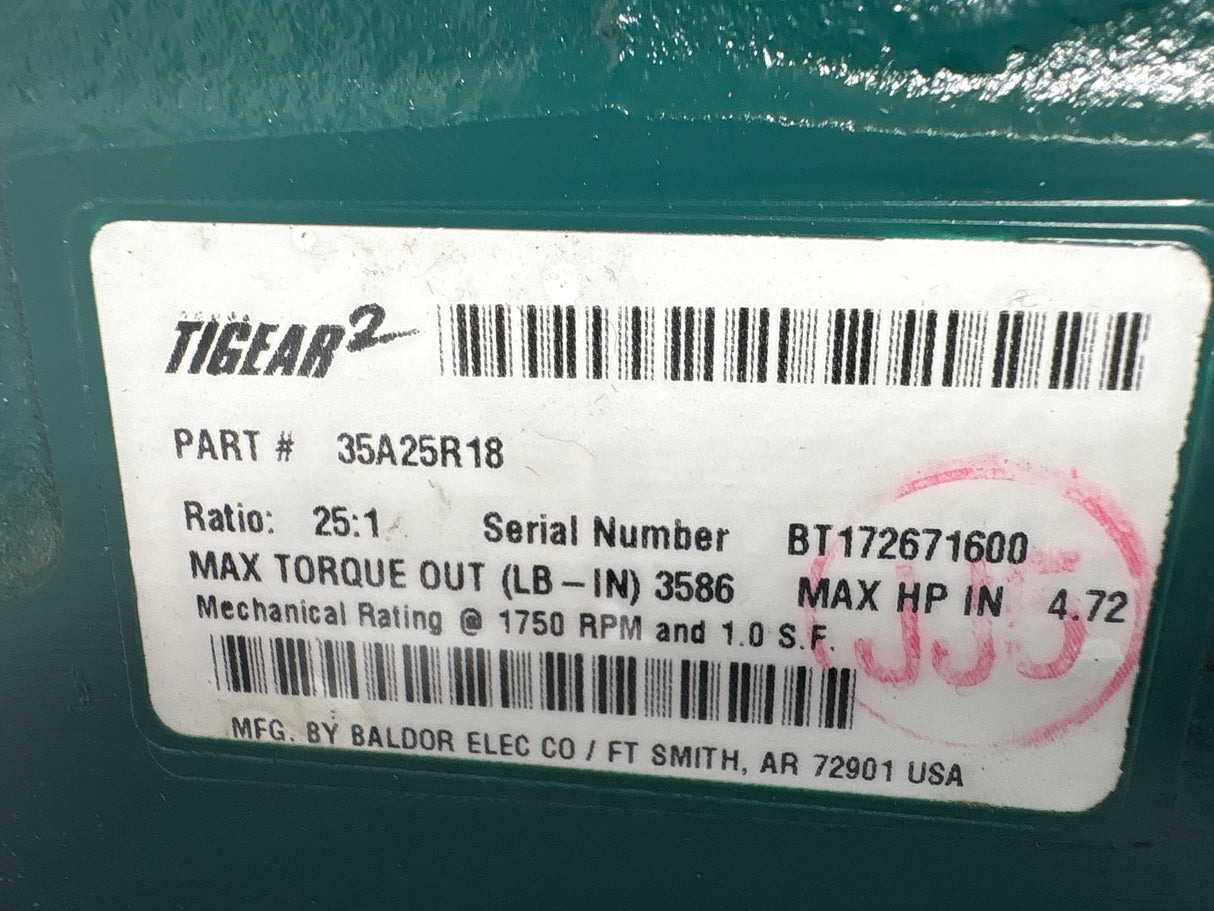 TIGEAR2
PART # 35A25R18
Ratio: 25:1 Serial Number BT172671600
MAX TORQUE OUT (LB-IN) 3586 MAX HP IN 4.72
Mechanical Rating @ 1750 RPM and 1.0 S.F.
JJ5
MFG. BY BALDOR ELEC CO / FT SMITH, AR 72901 USA